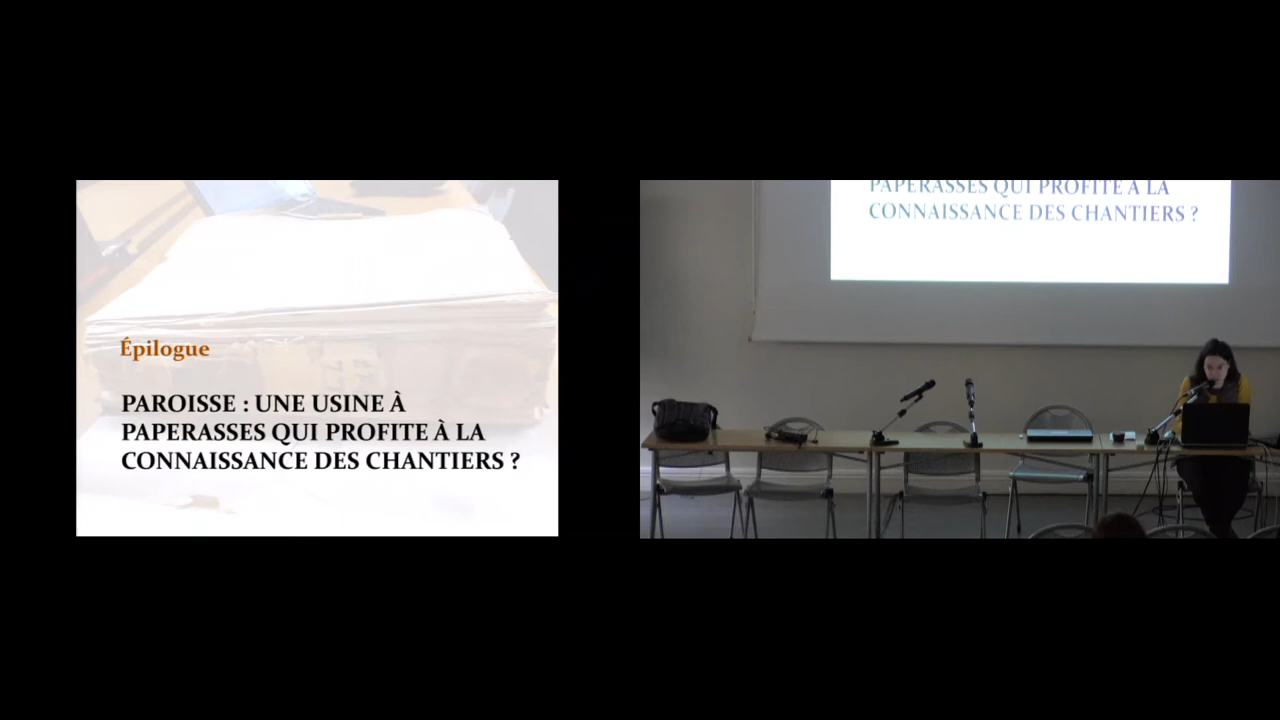 Épilogue
PAROISSE : UNE USINE À
PAPERASSES QUI PROFITE À LA
CONNAISSANCE DES CHANTIERS ?
PAPERASSES QUI PROFITE À LA
CONNAISSANCE DES CHANTIERS ?